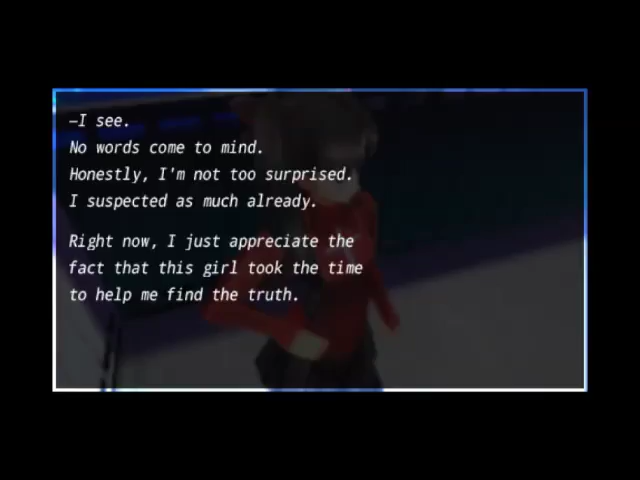 —I see.
No words come to mind.
Honestly, I'm not too surprised.
I suspected as much already.
Right now, I just appreciate the
fact that this girl took the time
to help me find the truth.